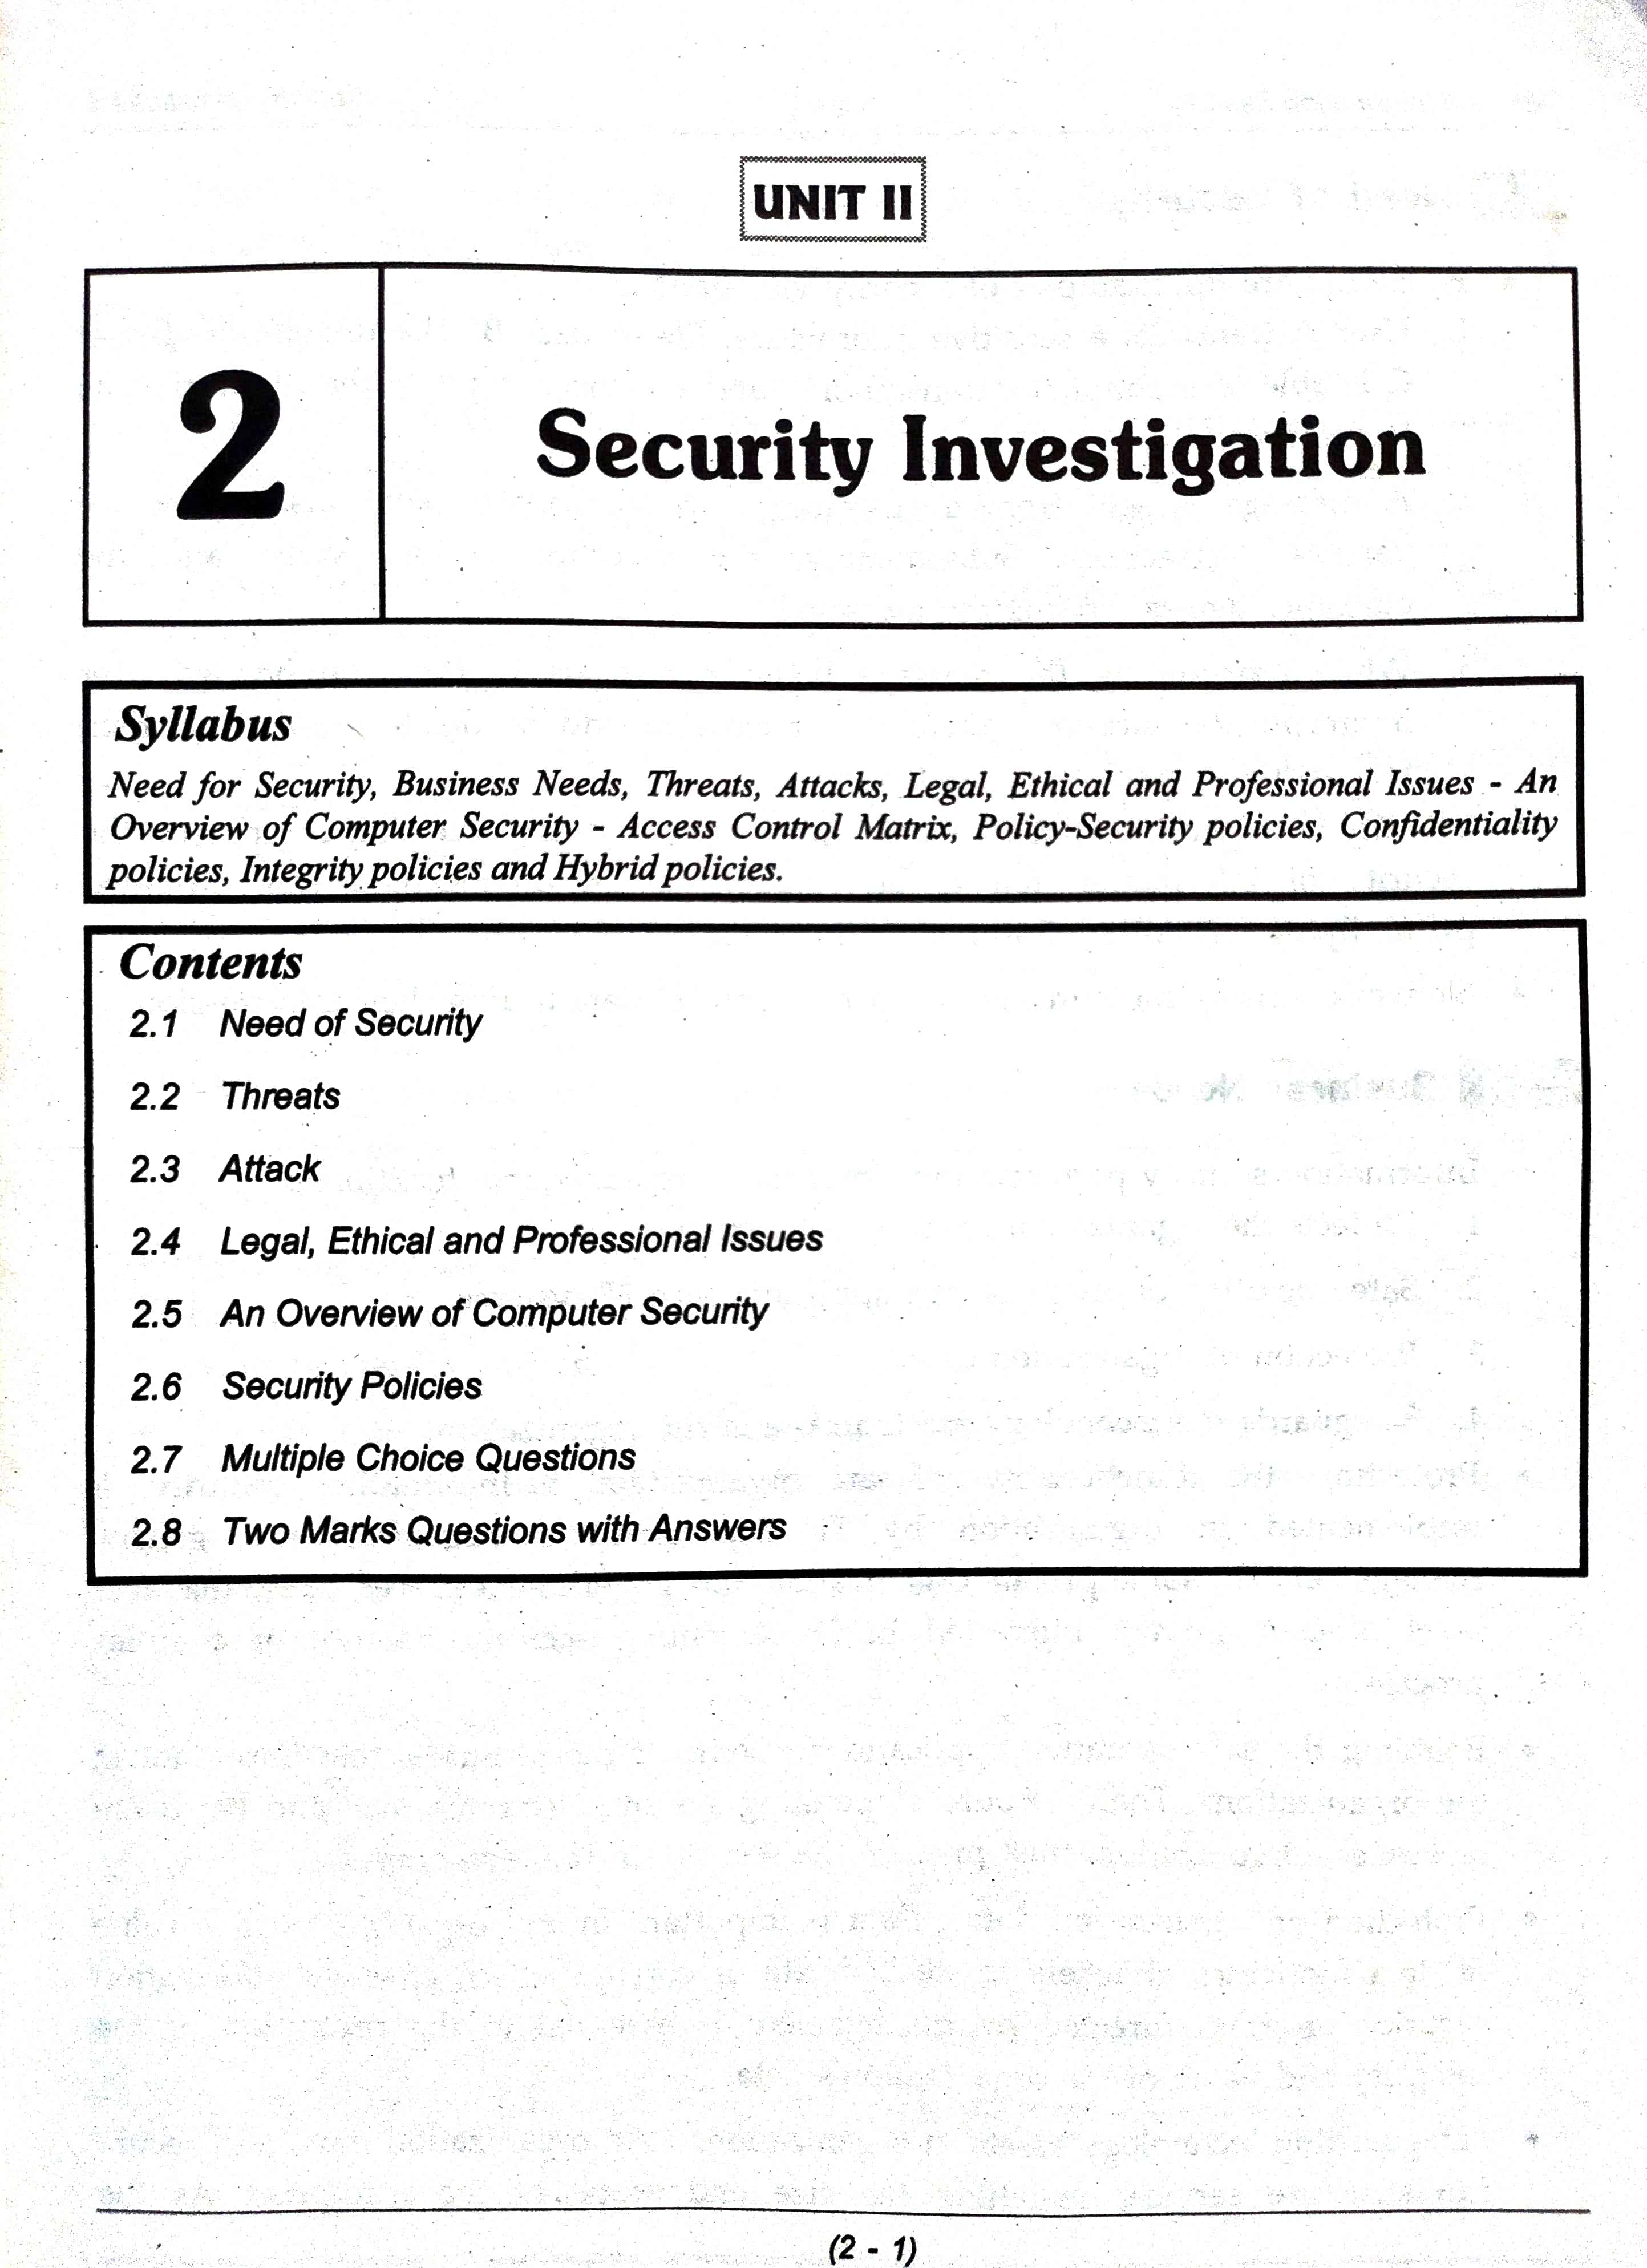 UNIT II
2
Security Investigation
Syllabus
Need for Security, Business Needs, Threats, Attacks, Legal, Ethical and Professional Issues - An
Overview of Computer Security - Access Control Matrix, Policy-Security policies, Confidentiality
policies, Integrity policies and Hybrid policies.
Contents
2.1 Need of Security
2.2 Threats
2.3 Attack
2.4 Legal, Ethical and Professional Issues
2.5 An Overview of Computer Security
2.6 Security Policies
2.7 Multiple Choice Questions
2.8 Two Marks Questions with Answers
(2 - 1)